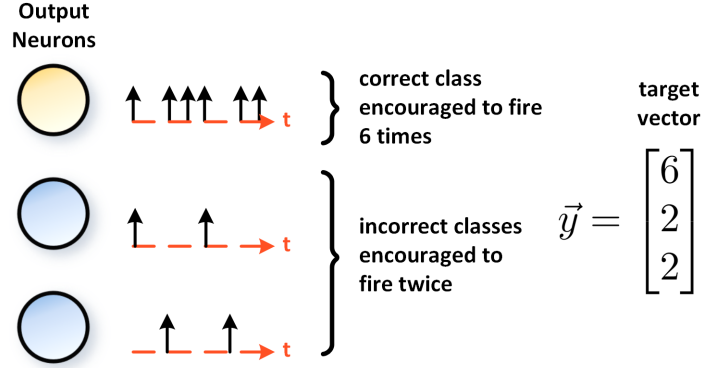 Output
Neurons
t
correct class
encouraged to fire
6 times
target
vector
t
incorrect classes
encouraged to
fire twice
t
y⃗ =
6
2
2